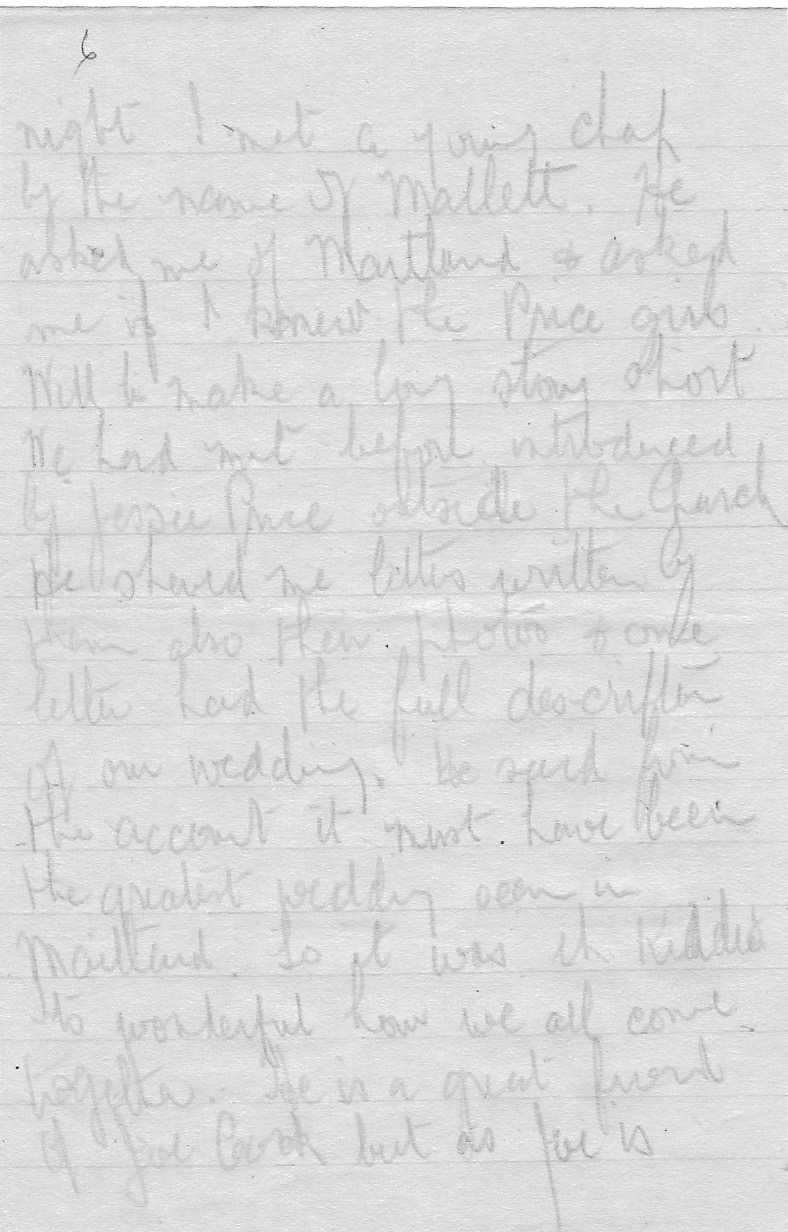 6
night I met a young chap
by the name of Mallett. He
asked me of Maitland & asked
me if I knew the Price girls.
Well to make a long story short
We had met before introduced
by Jessie Price outside the Church
He showed me letters written by
them also their photos & one
letter had the full description
of our wedding. He said from
the account it must have been
the greatest wedding seen in
Maitland. So it was eh Kiddie
Its wonderful how we all come
together. He is a great friend
of Joe Cook but as Joe is